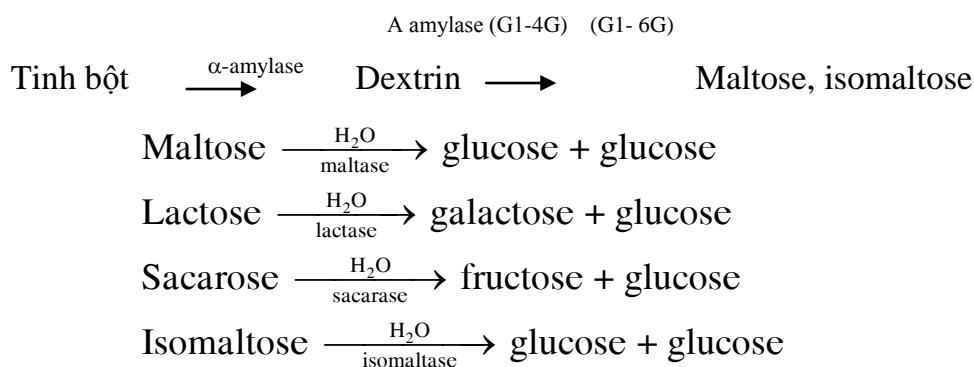 A amylase (G1-4G) (G1- 6G)
Tinh bột α-amylase Dextrin Maltose, isomaltose
Maltose H₂O maltase glucose + glucose
Lactose H₂O lactase galactose + glucose
Sacarose H₂O sacarase fructose + glucose
Isomaltose H₂O isomaltase glucose + glucose